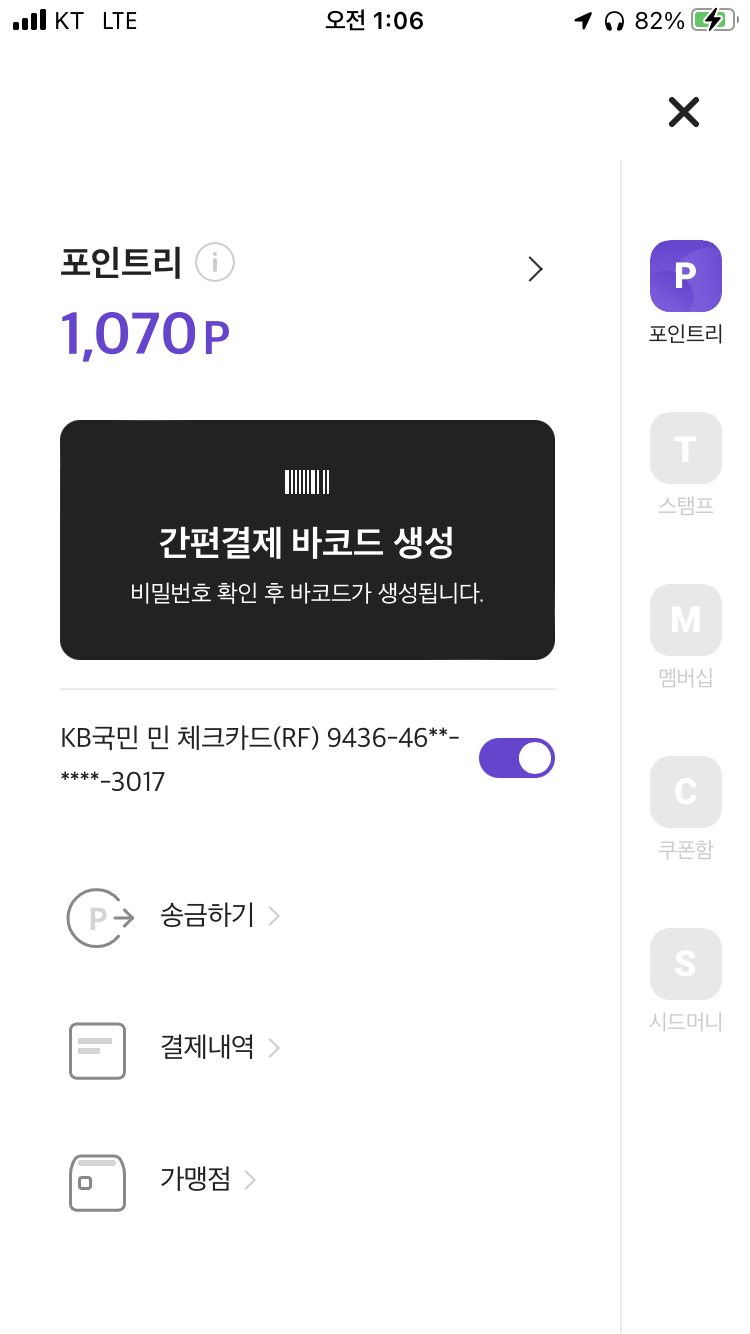 KT LTE 오전 1:06 82%
포인트리
1,070 P
간편결제 바코드 생성
비밀번호 확인 후 바코드가 생성됩니다.
KB국민 민 체크카드(RF) 9436-46**-
****-3017
P 송금하기
결제내역
가맹점
P
포인트리
T
스탬프
M
멤버십
C
쿠폰함
S
시드머니